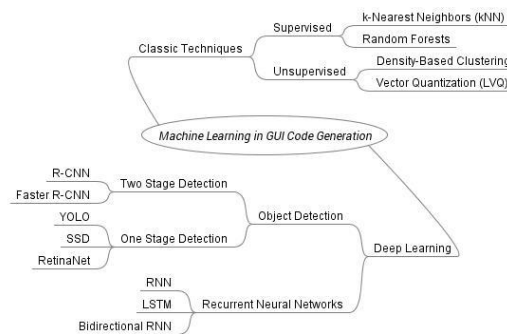 k-Nearest Neighbors (kNN)
Supervised
Random Forests
Classic Techniques
Density-Based Clustering
Unsupervised
Vector Quantization (LVQ)
Machine Learning in GUI Code Generation
R-CNN
Two Stage Detection
Faster R-CNN
YOLO
Object Detection
SSD
One Stage Detection
RetinaNet
Deep Learning
RNN
LSTM
Recurrent Neural Networks
Bidirectional RNN